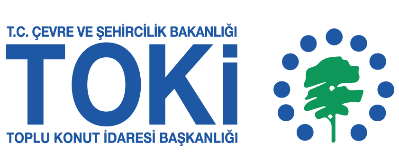 T.C. ÇEVRE VE ŞEHİRCİLİK BAKANLIĞI
TOKİ
TOPLU KONUT İDARESİ BAŞKANLIĞI